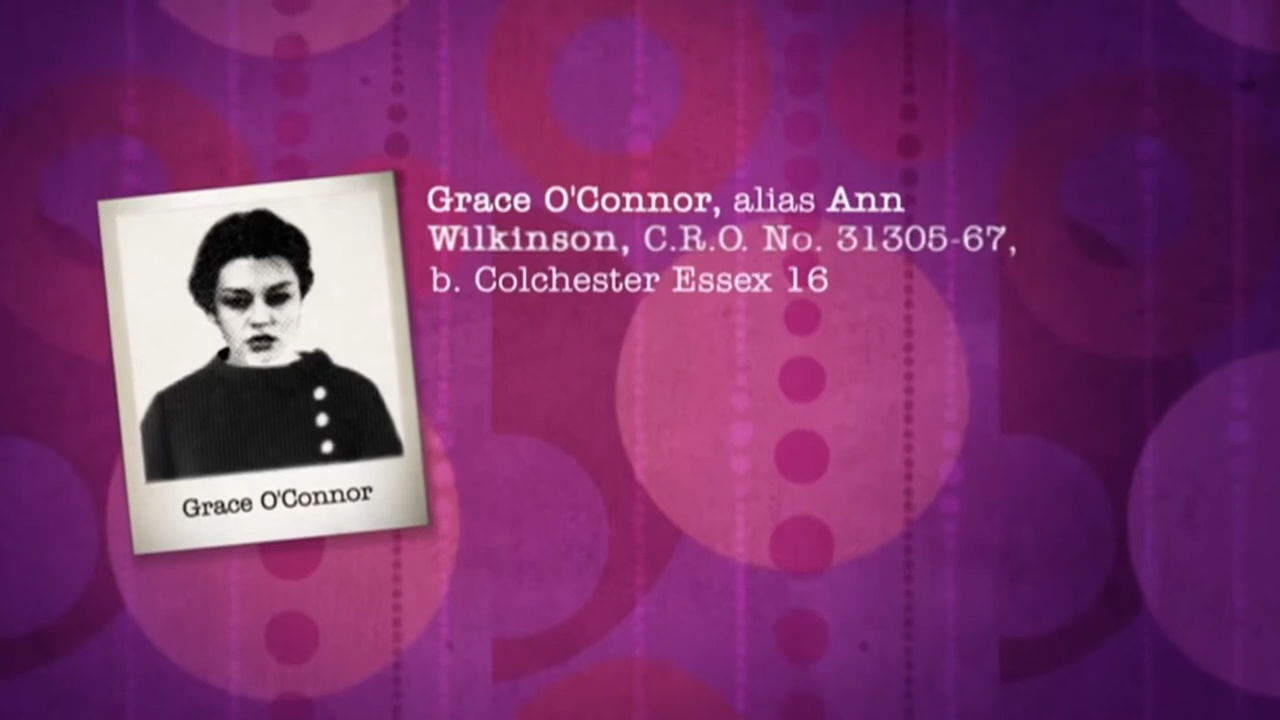 Grace O'Connor, alias Ann
Wilkinson, C.R.O. No. 31305-67,
b. Colchester Essex 16
Grace O'Connor